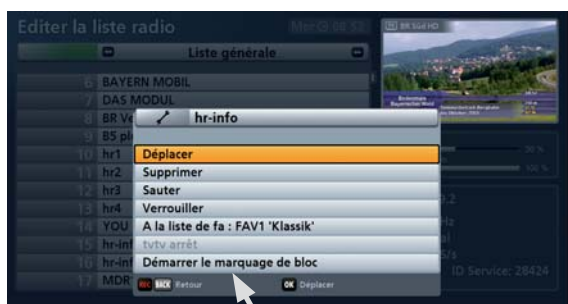 Editer la liste radio
BR Süd HD
Liste générale
6 BAYERN MOBIL
7 DAS MODUL
8 BR Ve
9 B5 pl
10 hr1
11 hr2
12 hr3
13 hr4
14 YOU
15 hr-inf
16 hr-inf
17 MDR
hr-info
Déplacer
Supprimer
Sauter
Verrouiller
A la liste de fa : FAV1 'Klassik'
tvtv arrêt
Démarrer le marquage de bloc
BACK Retour
OK Déplacer
ID Service: 28424